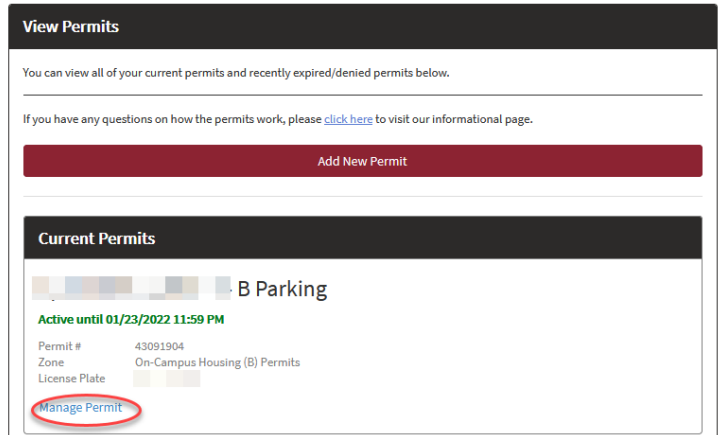 View Permits
You can view all of your current permits and recently expired/denied permits below.
If you have any questions on how the permits work, please click here to visit our informational page.
Add New Permit
Current Permits
B Parking
Active until 01/23/2022 11:59 PM
Permit # 43091904
Zone On-Campus Housing (B) Permits
License Plate
Manage Permit